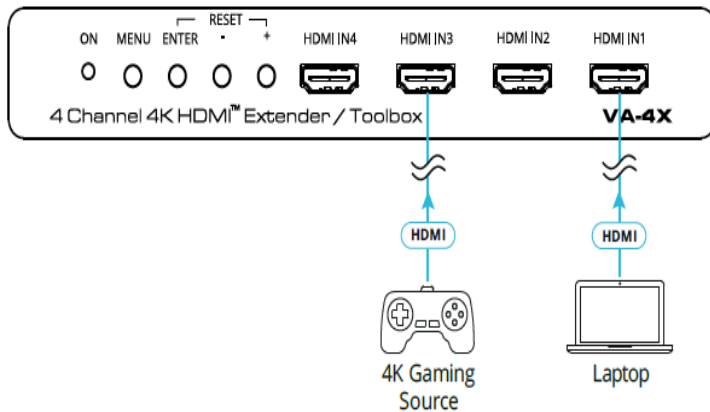 RESET
ON MENU ENTER - + HDMI IN4 HDMI IN3 HDMI IN2 HDMI IN1
4 Channel 4K HDMI™ Extender / Toolbox VA-4X
HDMI HDMI
4K Gaming
Source
Laptop